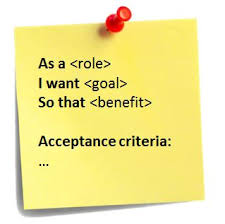 As a <role>
I want <goal>
So that <benefit>
Acceptance criteria:
...